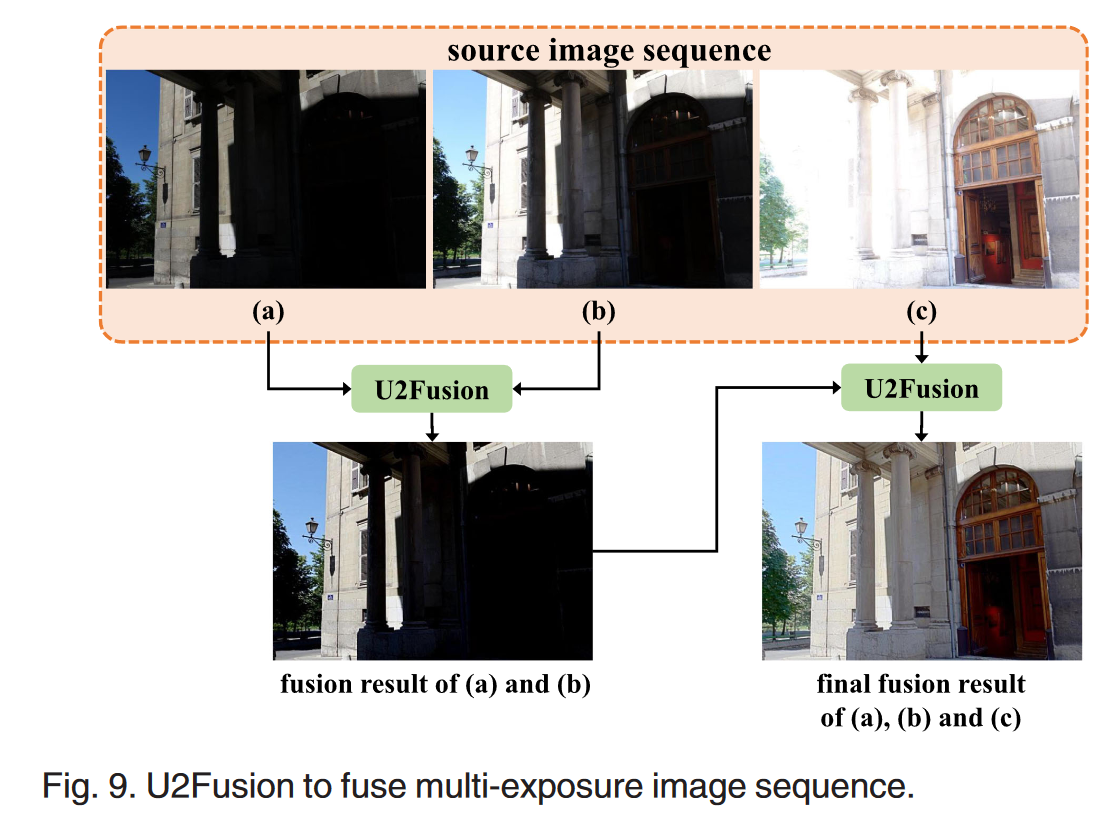 source image sequence
(a)
(b)
(c)
U2Fusion
U2Fusion
fusion result of (a) and (b)
final fusion result
of (a), (b) and (c)
Fig. 9. U2Fusion to fuse multi-exposure image sequence.